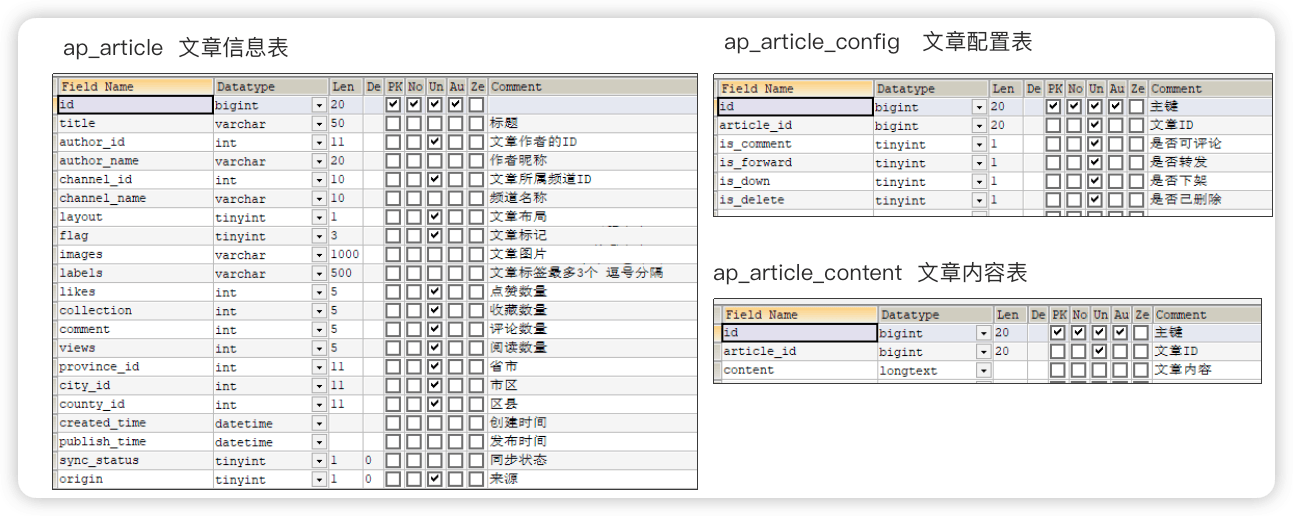 ap_article 文章信息表
Field Name Datatype Len De PK No Un Au Ze Comment
id bigint 20
title varchar 50 标题
author_id int 11 文章作者的ID
author_name varchar 20 作者昵称
channel_id int 10 文章所属频道ID
channel_name varchar 10 频道名称
layout tinyint 1 文章布局
flag tinyint 3 文章标记
images varchar 1000 文章图片
labels varchar 500 文章标签最多3个 逗号分隔
likes int 5 点赞数量
collection int 5 收藏数量
comment int 5 评论数量
views int 5 阅读数量
province_id int 11 省市
city_id int 11 市区
county_id int 11 区县
created_time datetime 创建时间
publish_time datetime 发布时间
sync_status tinyint 1 0 同步状态
origin tinyint 1 0 来源
ap_article_config 文章配置表
Field Name Datatype Len De PK No Un Au Ze Comment
id bigint 20 主键
article_id bigint 20 文章ID
is_comment tinyint 1 是否可评论
is_forward tinyint 1 是否转发
is_down tinyint 1 是否下架
is_delete tinyint 1 是否已删除
ap_article_content 文章内容表
Field Name Datatype Len De PK No Un Au Ze Comment
id bigint 20 主键
article_id bigint 20 文章ID
content longtext 文章内容